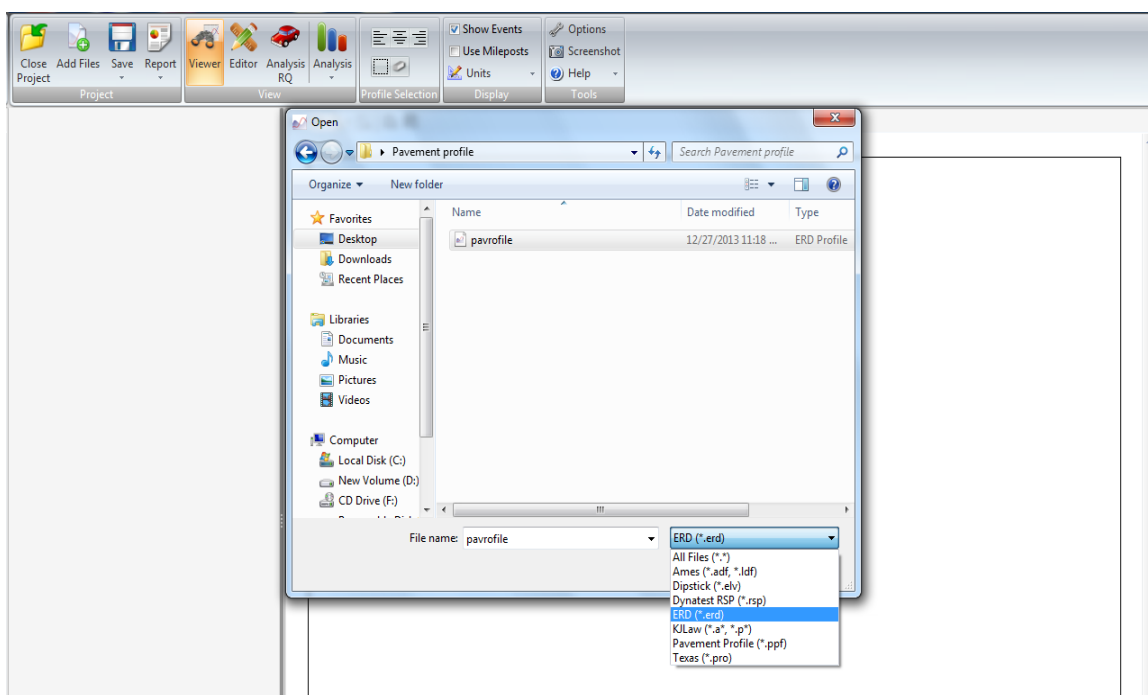 Close Project
Add Files
Save
Report
Project
Viewer
Editor
Analysis RQ
Analysis
View
Profile Selection
Show Events
Use Mileposts
Units
Display
Options
Screenshot
Help
Tools
Open
Pavement profile
Search Pavement profile
Organize
New folder
Name
Date modified
Type
pavrofile
12/27/2013 11:18 ...
ERD Profile
Favorites
Desktop
Downloads
Recent Places
Libraries
Documents
Music
Pictures
Videos
Computer
Local Disk (C:)
New Volume (D:)
CD Drive (F:)
File name:
pavrofile
ERD (*.erd)
All Files (*.*)
Ames (*.adf, *.ldf)
Dipstick (*.elv)
Dynatest RSP (*.rsp)
ERD (*.erd)
KJLaw (*.a*, *.p*)
Pavement Profile (*.ppf)
Texas (*.pro)